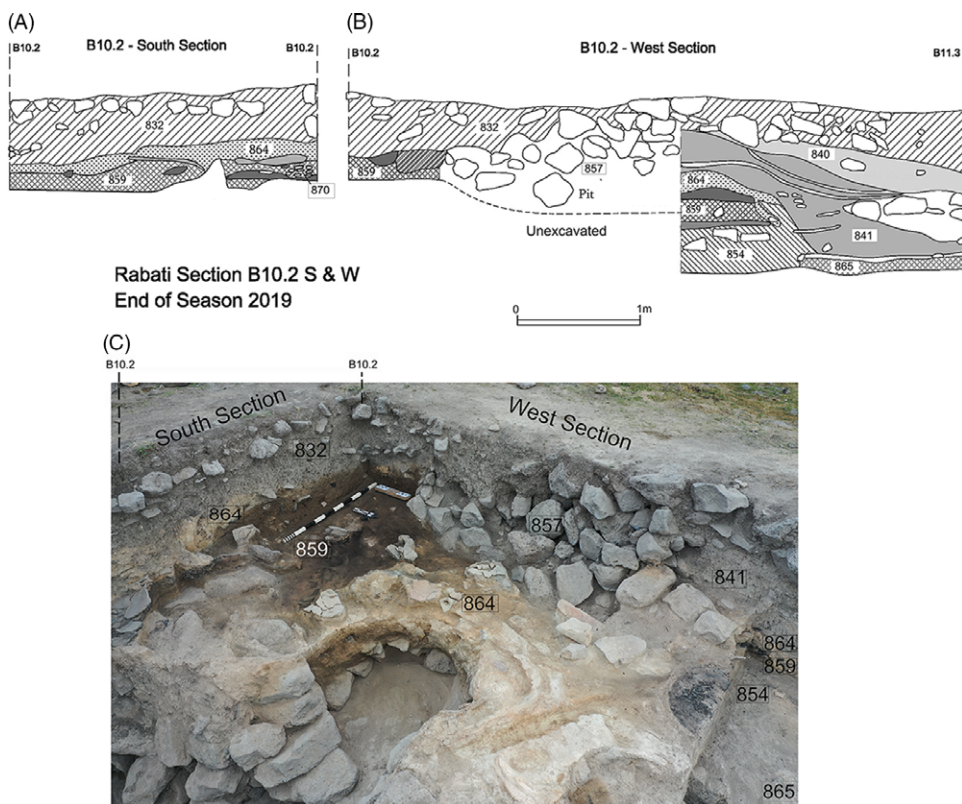 (A)
B10.2 - South Section
B10.2
B10.2
832
864
859
870
(B)
B10.2 - West Section
B10.2
B11.3
832
857
859
Pit
Unexcavated
840
864
859
854
841
865
Rabati Section B10.2 S & W
End of Season 2019
0 1m
(C)
B10.2
B10.2
South Section
West Section
832
864
859
857
864
841
864
859
854
865